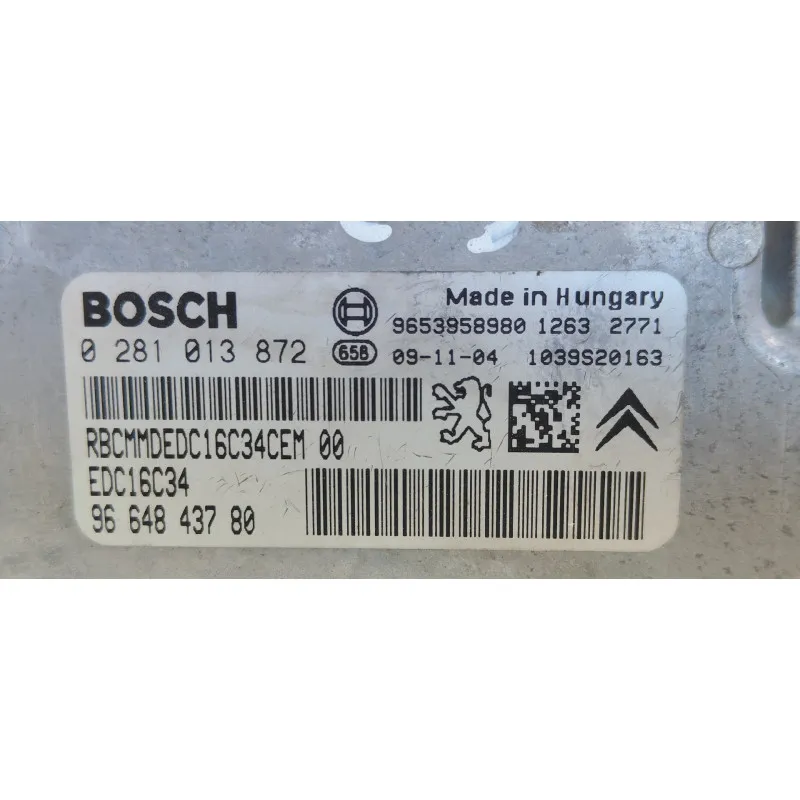 BOSCH
Made in Hungary
9653958980 1263 2771
0 281 013 872
658 09-11-04 1039S20163
RBCMMDEDC16C34CEM 00
EDC16C34
96 648 437 80